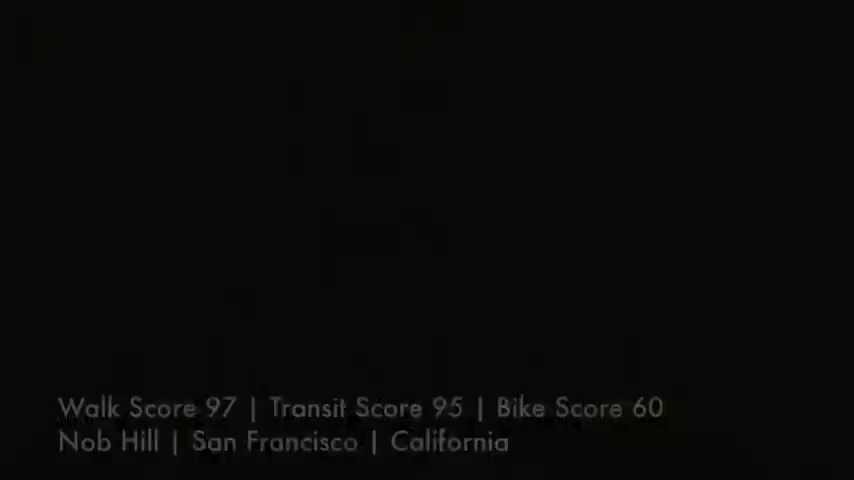 Walk Score 97 | Transit Score 95 | Bike Score 60
Nob Hill | San Francisco | California